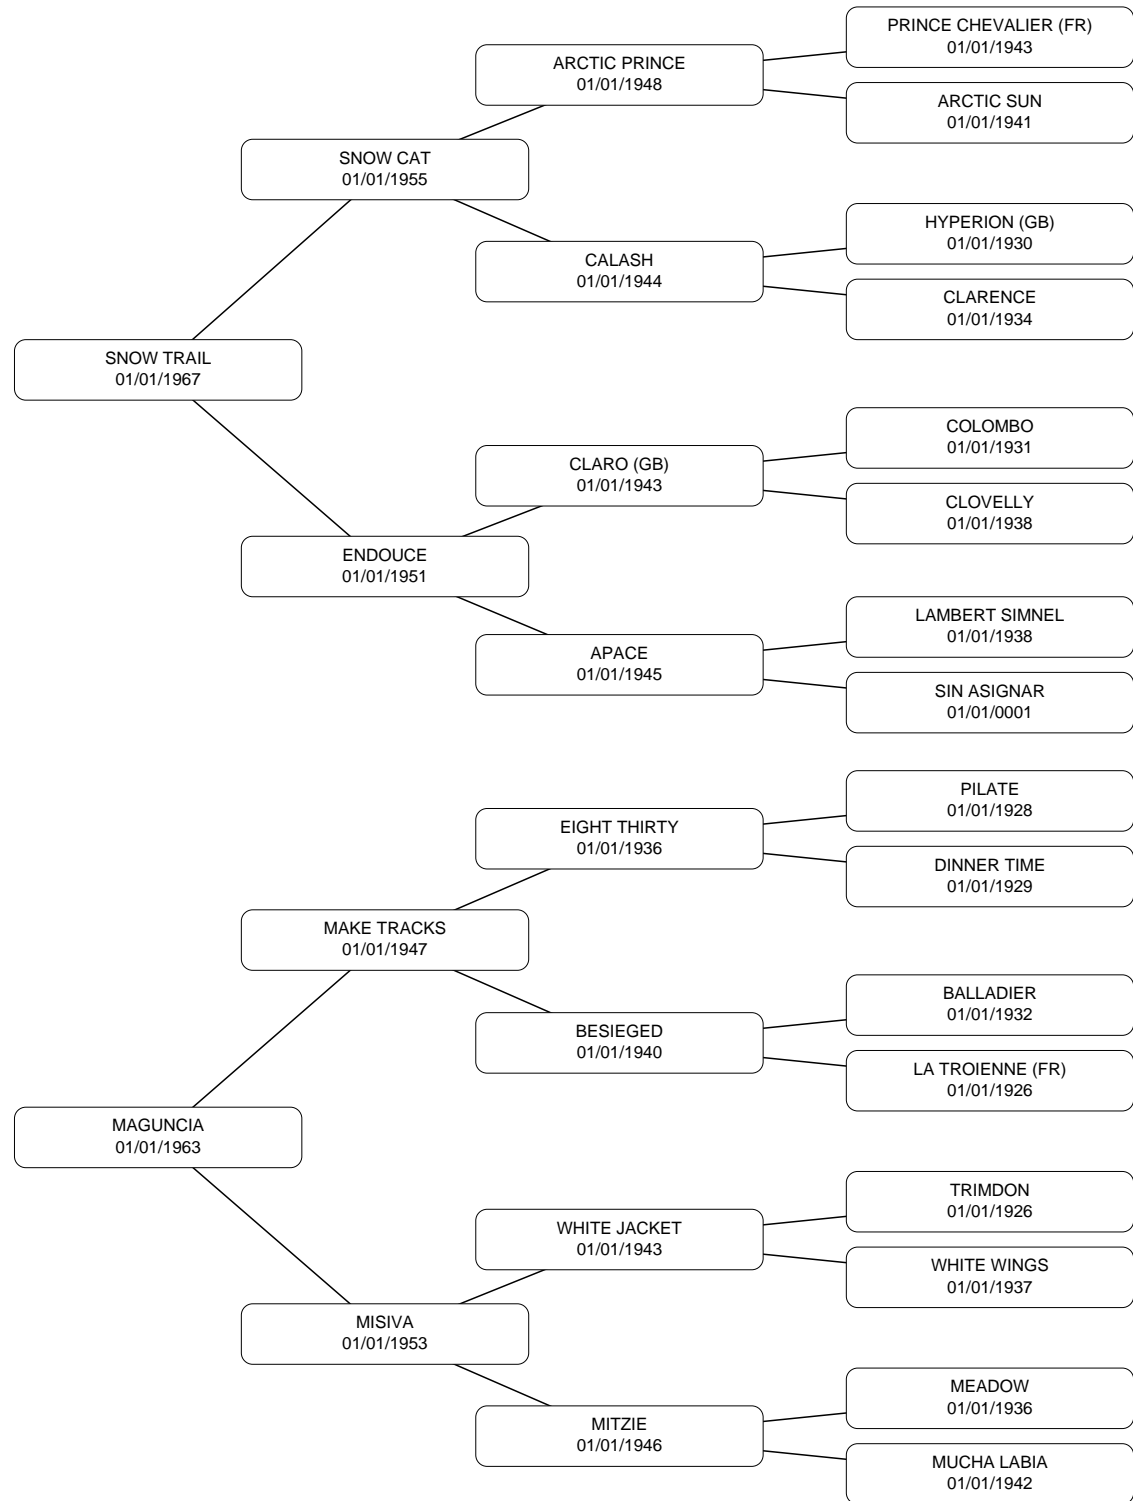 PRINCE CHEVALIER (FR)
01/01/1943
ARCTIC PRINCE
01/01/1948
ARCTIC SUN
01/01/1941
SNOW CAT
01/01/1955
HYPERION (GB)
01/01/1930
CALASH
01/01/1944
CLARENCE
01/01/1934
SNOW TRAIL
01/01/1967
COLOMBO
01/01/1931
CLARO (GB)
01/01/1943
CLOVELLY
01/01/1938
ENDOUCE
01/01/1951
LAMBERT SIMNEL
01/01/1938
APACE
01/01/1945
SIN ASIGNAR
01/01/0001
PILATE
01/01/1928
EIGHT THIRTY
01/01/1936
DINNER TIME
01/01/1929
MAKE TRACKS
01/01/1947
BALLADIER
01/01/1932
BESIEGED
01/01/1940
LA TROIENNE (FR)
01/01/1926
MAGUNCIA
01/01/1963
TRIMDON
01/01/1926
WHITE JACKET
01/01/1943
WHITE WINGS
01/01/1937
MISIVA
01/01/1953
MEADOW
01/01/1936
MITZIE
01/01/1946
MUCHA LABIA
01/01/1942